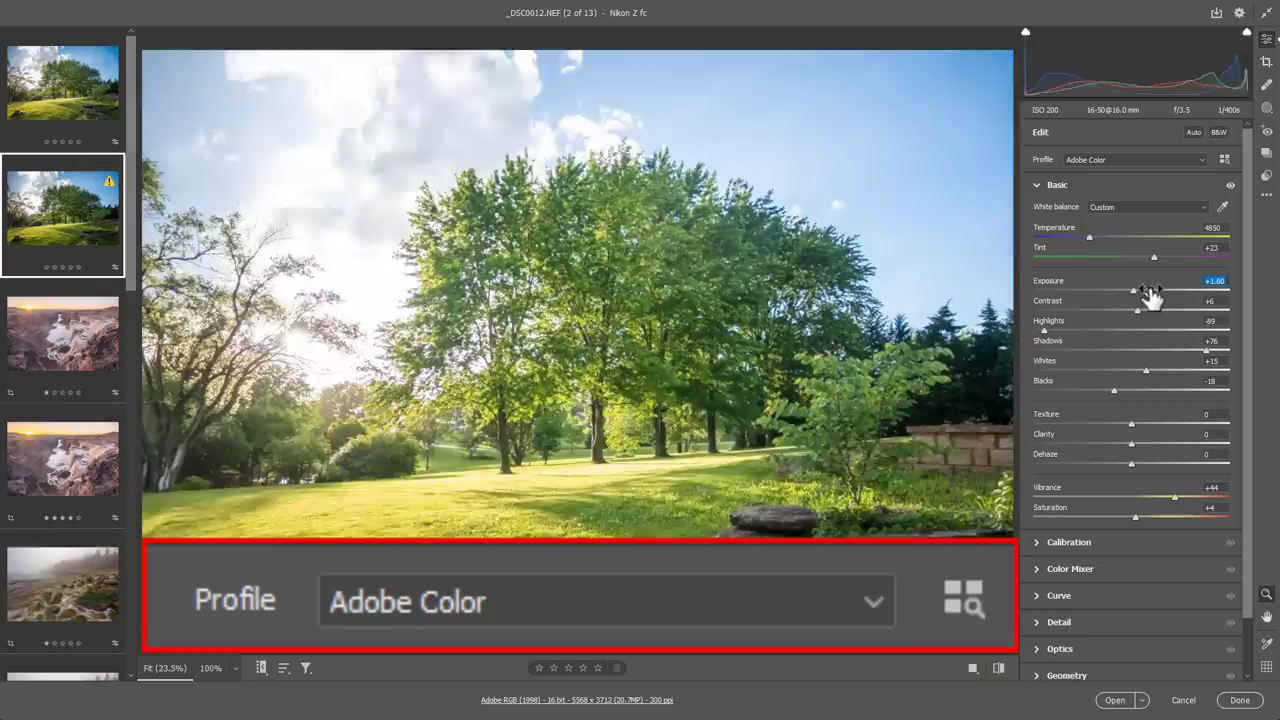 _DSC0012.NEF (2 of 13) - Nikon Z fc
ISO 200 16-50@16.0 mm f/3.5 1/400s
Edit Auto B&W
Profile Adobe Color
Basic
White balance Custom
Temperature 4850
Tint +23
Exposure +1.60
Contrast +6
Highlights -89
Shadows +76
Whites +15
Blacks -18
Texture 0
Clarity 0
Dehaze 0
Vibrance +44
Saturation +4
Calibration
Color Mixer
Curve
Detail
Optics
Geometry
Profile Adobe Color
Fit (23.5%) 100%
Adobe RGB (1998) - 16 bit - 5568 x 3712 (20.7MP) - 300 ppi
Open Cancel Done